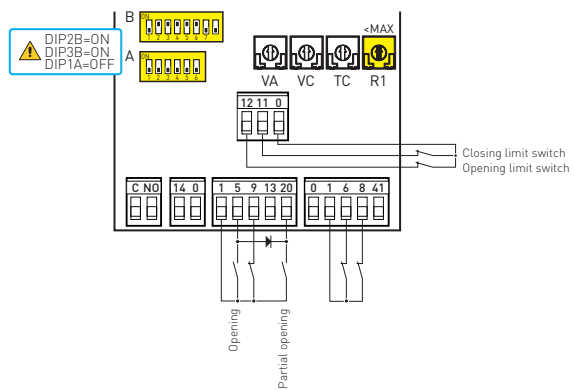 B
ON
1 2 3 4 5 6 7
DIP2B=ON
DIP3B=ON
DIP1A=OFF
A
ON
1 2 3 4 5 6
<MAX
VA VC TC R1
12 11 0
Closing limit switch
Opening limit switch
C NO 14 0 1 5 9 13 20 0 1 6 8 41
Opening
Partial opening